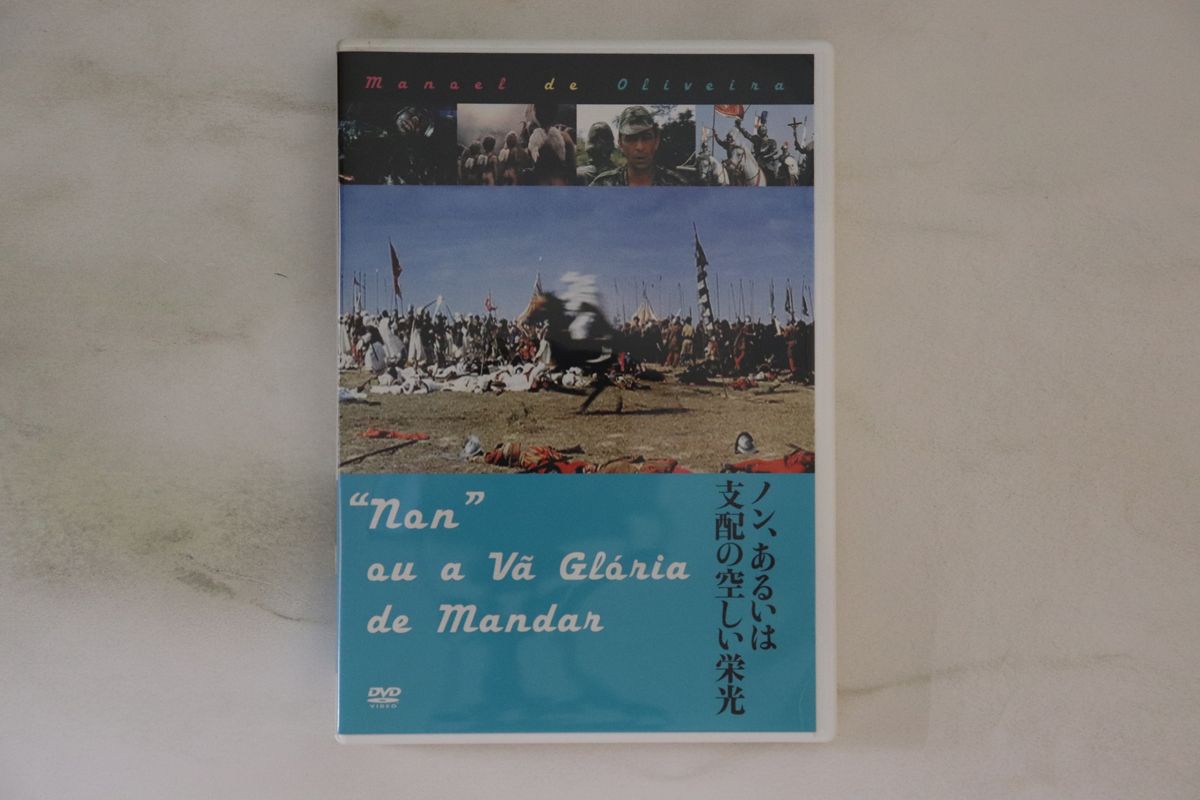 Manoel de Oliveira
“Non”
ou a Vã Glória
de Mandar
ノン、あるいは
支配の空しい栄光
DVD
VIDEO